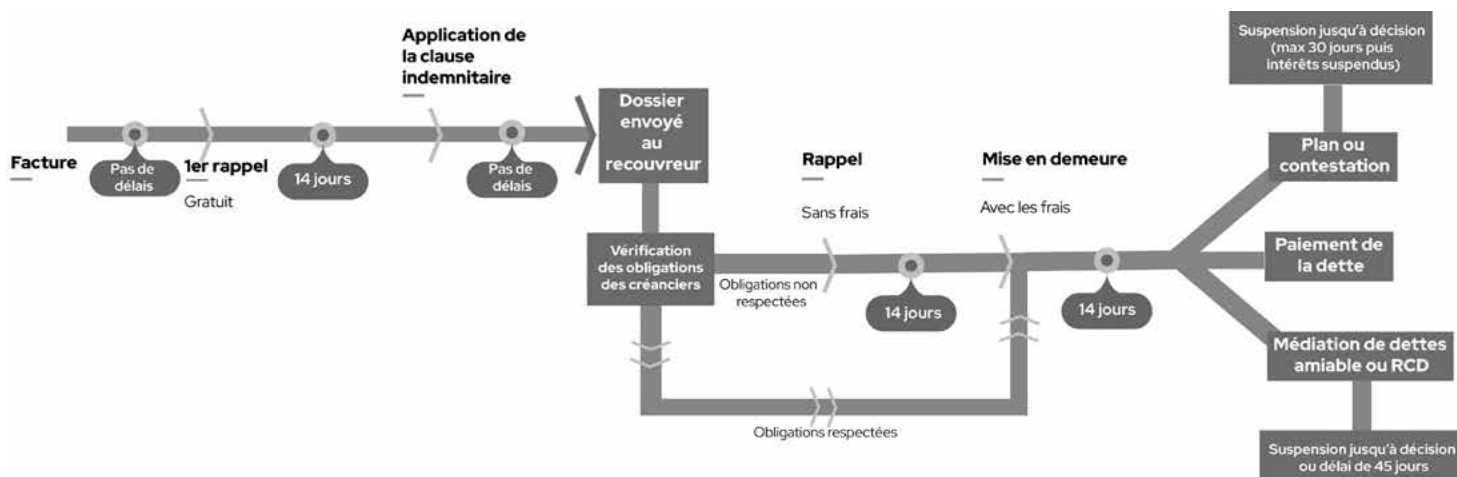 Facture
Pas de
délais
1er rappel
Gratuit
14 jours
Application de
la clause
indemnitaire
Pas de
délais
Dossier
envoyé
au
recouvreur
Vérification
des obligations
des créanciers
Obligations non
respectées
Obligations respectées
Rappel
Sans frais
14 jours
Mise en demeure
Avec les frais
14 jours
Suspension jusqu'à décision
(max 30 jours puis
intérêts suspendus)
Plan ou
contestation
Paiement de
la dette
Médiation de dettes
amiable ou RCD
Suspension jusqu'à décision
ou délai de 45 jours